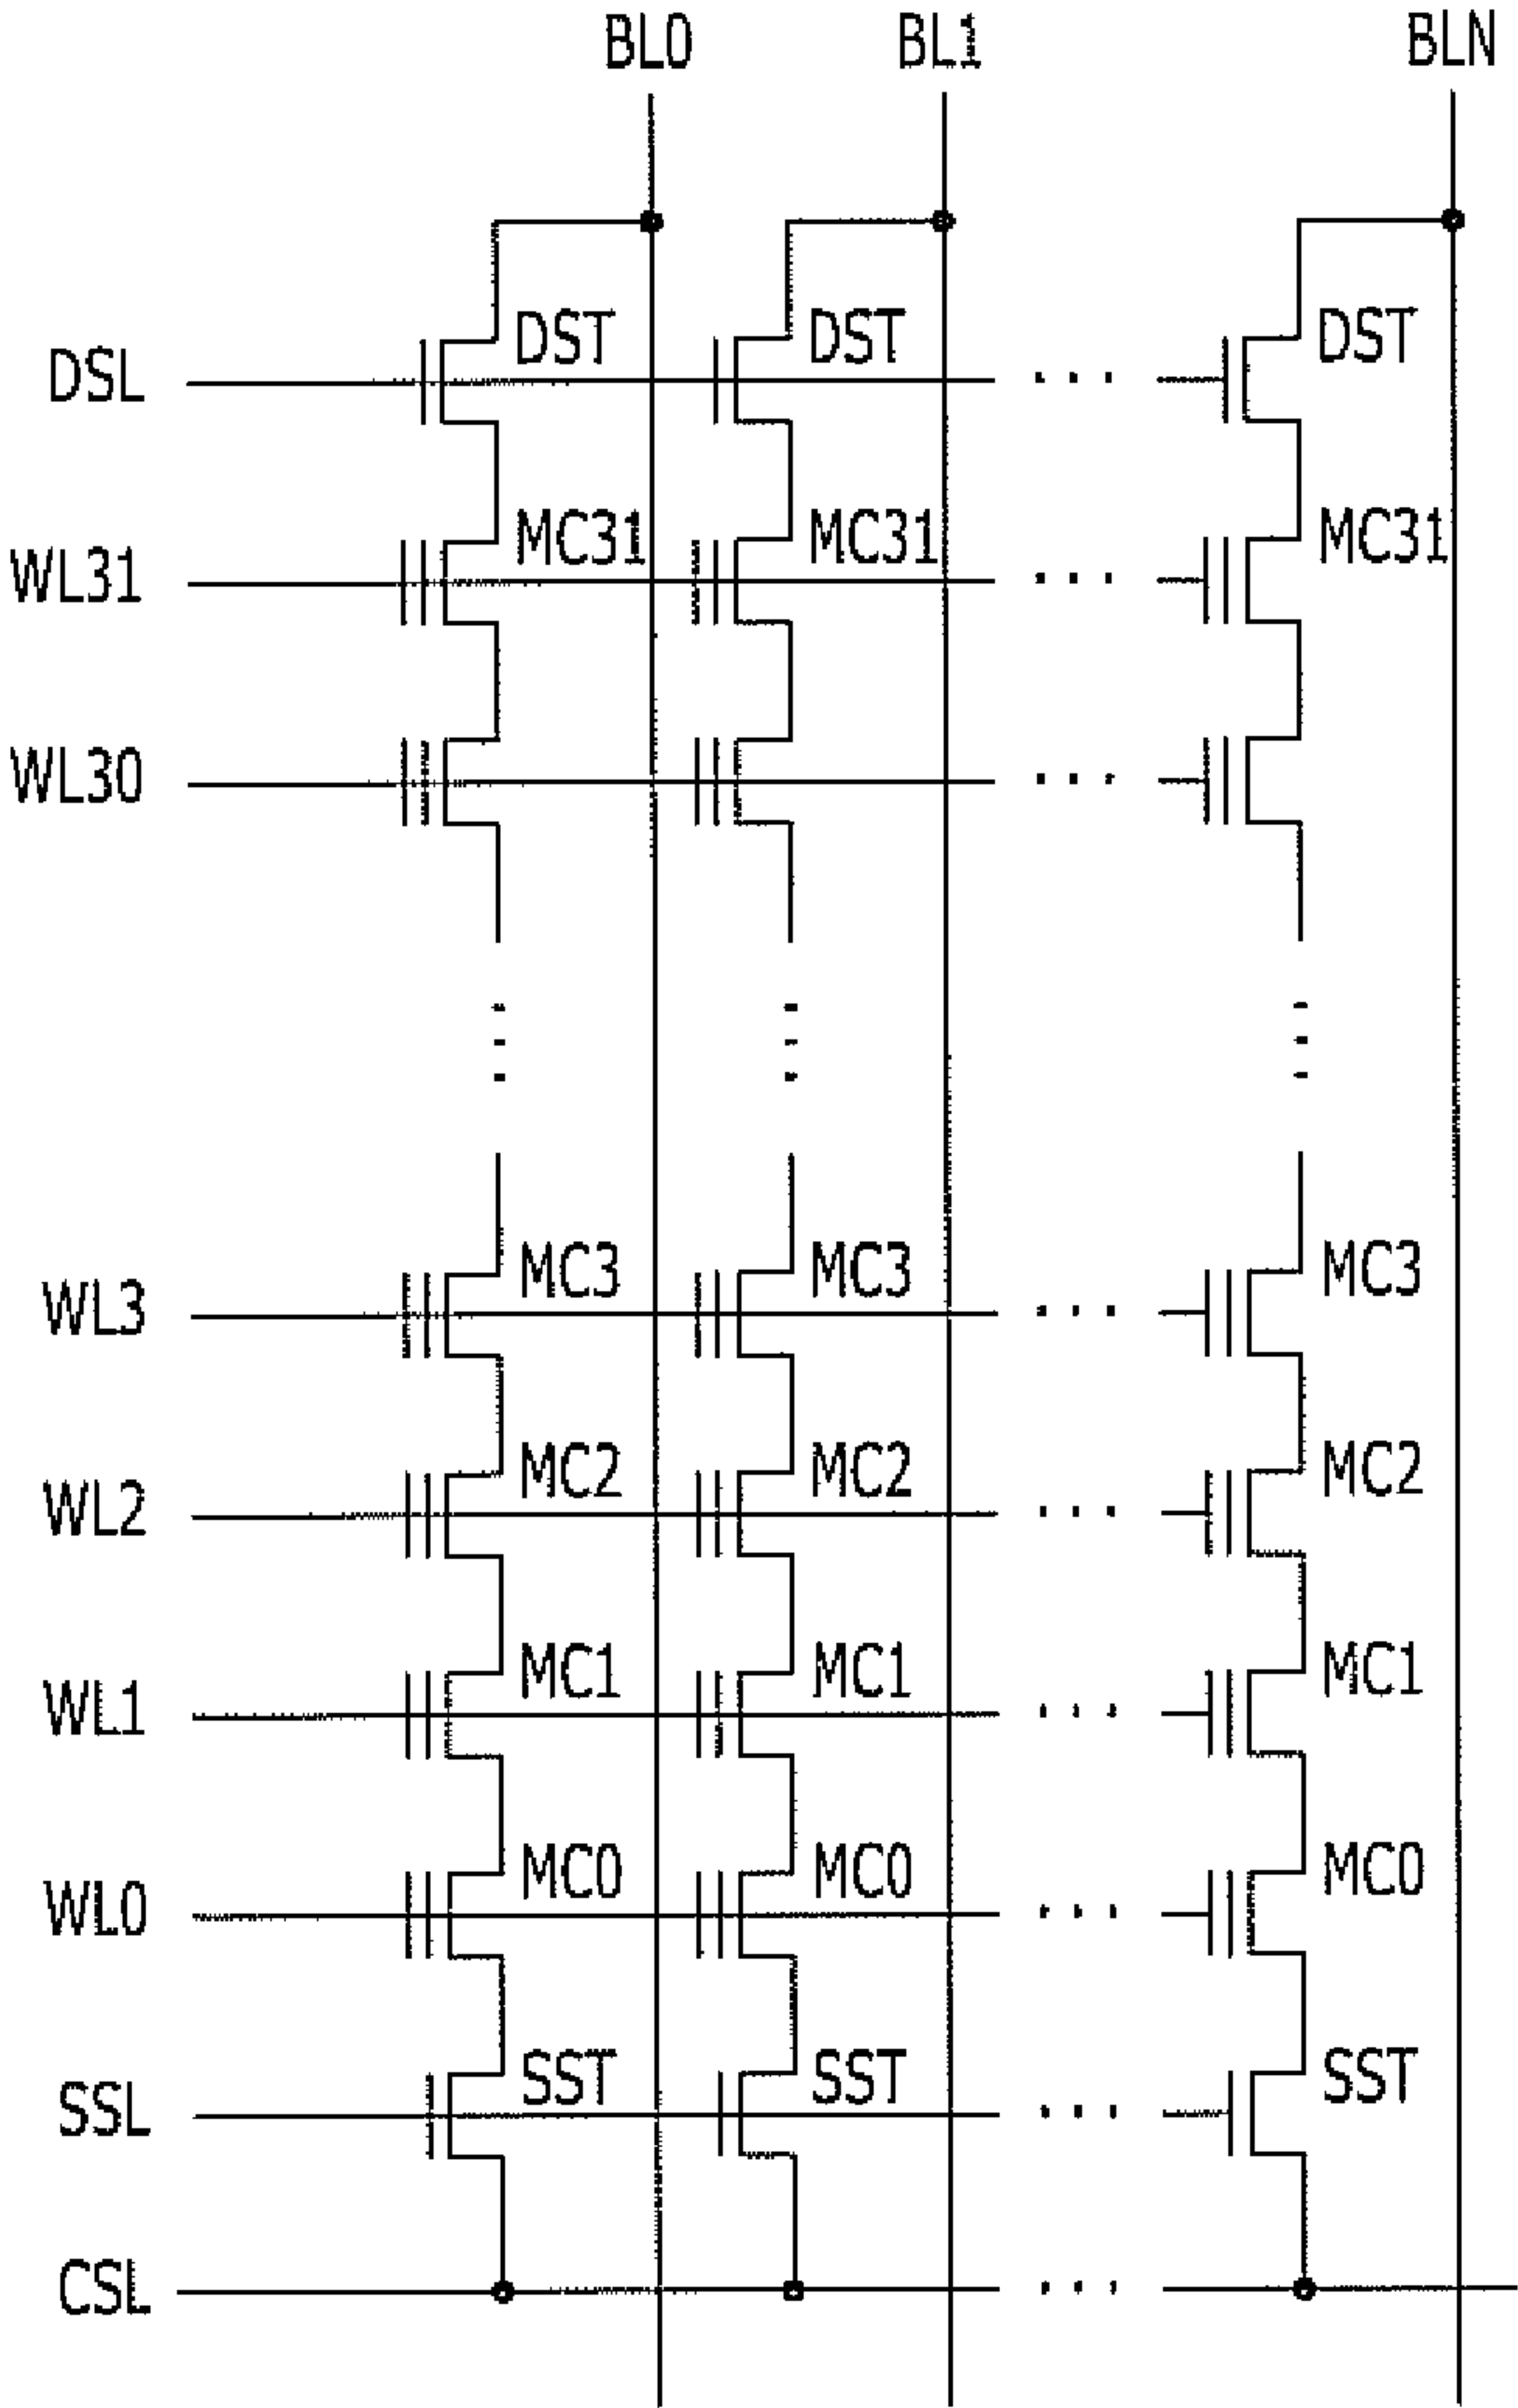 BL0 BL1 BLN
DST DST DST
DSL
MC31 MC31 MC31
WL31
WL30
MC3 MC3 MC3
WL3
MC2 MC2 MC2
WL2
MC1 MC1 MC1
WL1
MC0 MC0 MC0
WL0
SST SST SST
SSL
CSL